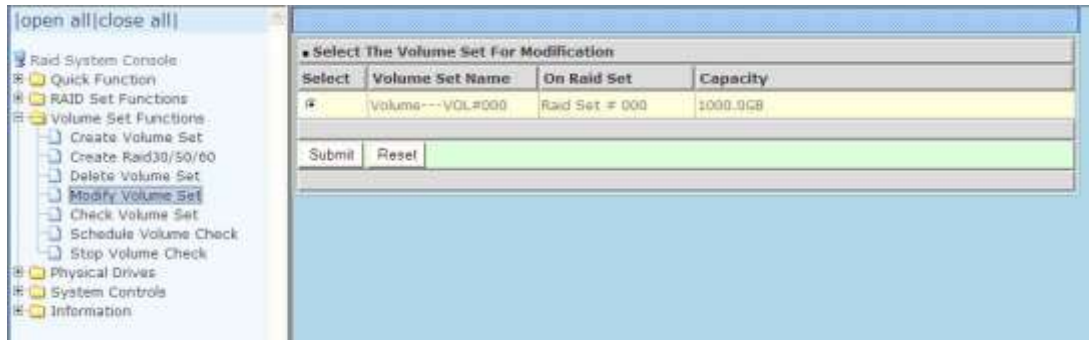 |open all|close all|
Raid System Console
Quick Function
RAID Set Functions
Volume Set Functions
Create Volume Set
Create Raid30/50/60
Delete Volume Set
Modify Volume Set
Check Volume Set
Schedule Volume Check
Stop Volume Check
Physical Drives
System Controls
Information
Select The Volume Set For Modification
Select Volume Set Name On Raid Set Capacity
Volume---VOL#000 Raid Set # 000 1000.0GB
Submit Reset